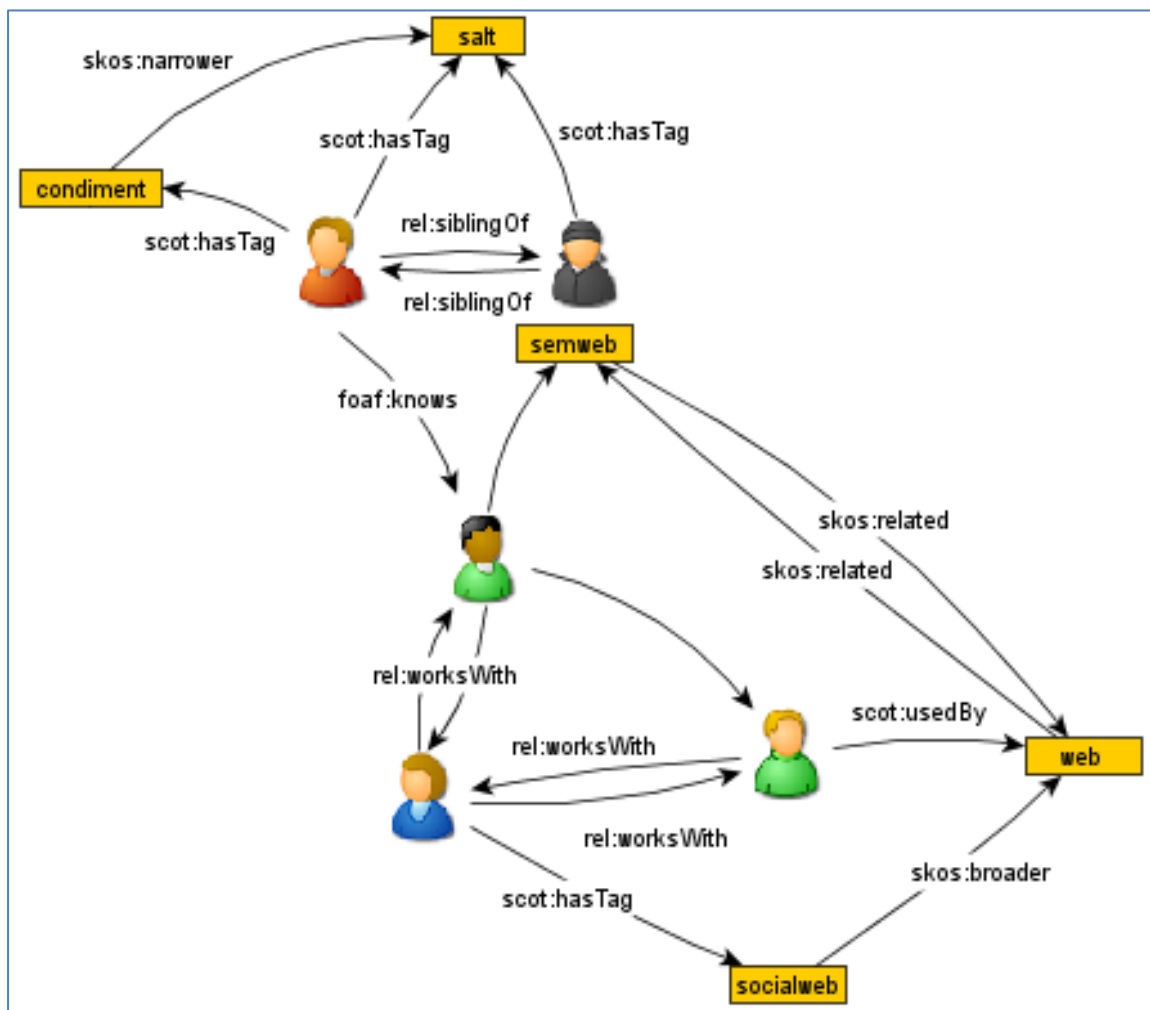 salt
skos:narrower
scot:hasTag
scot:hasTag
condiment
scot:hasTag
rel:siblingOf
rel:siblingOf
semweb
foaf:knows
skos:related
skos:related
rel:worksWith
scot:usedBy
rel:worksWith
web
rel:worksWith
skos:broader
scot:hasTag
socialweb